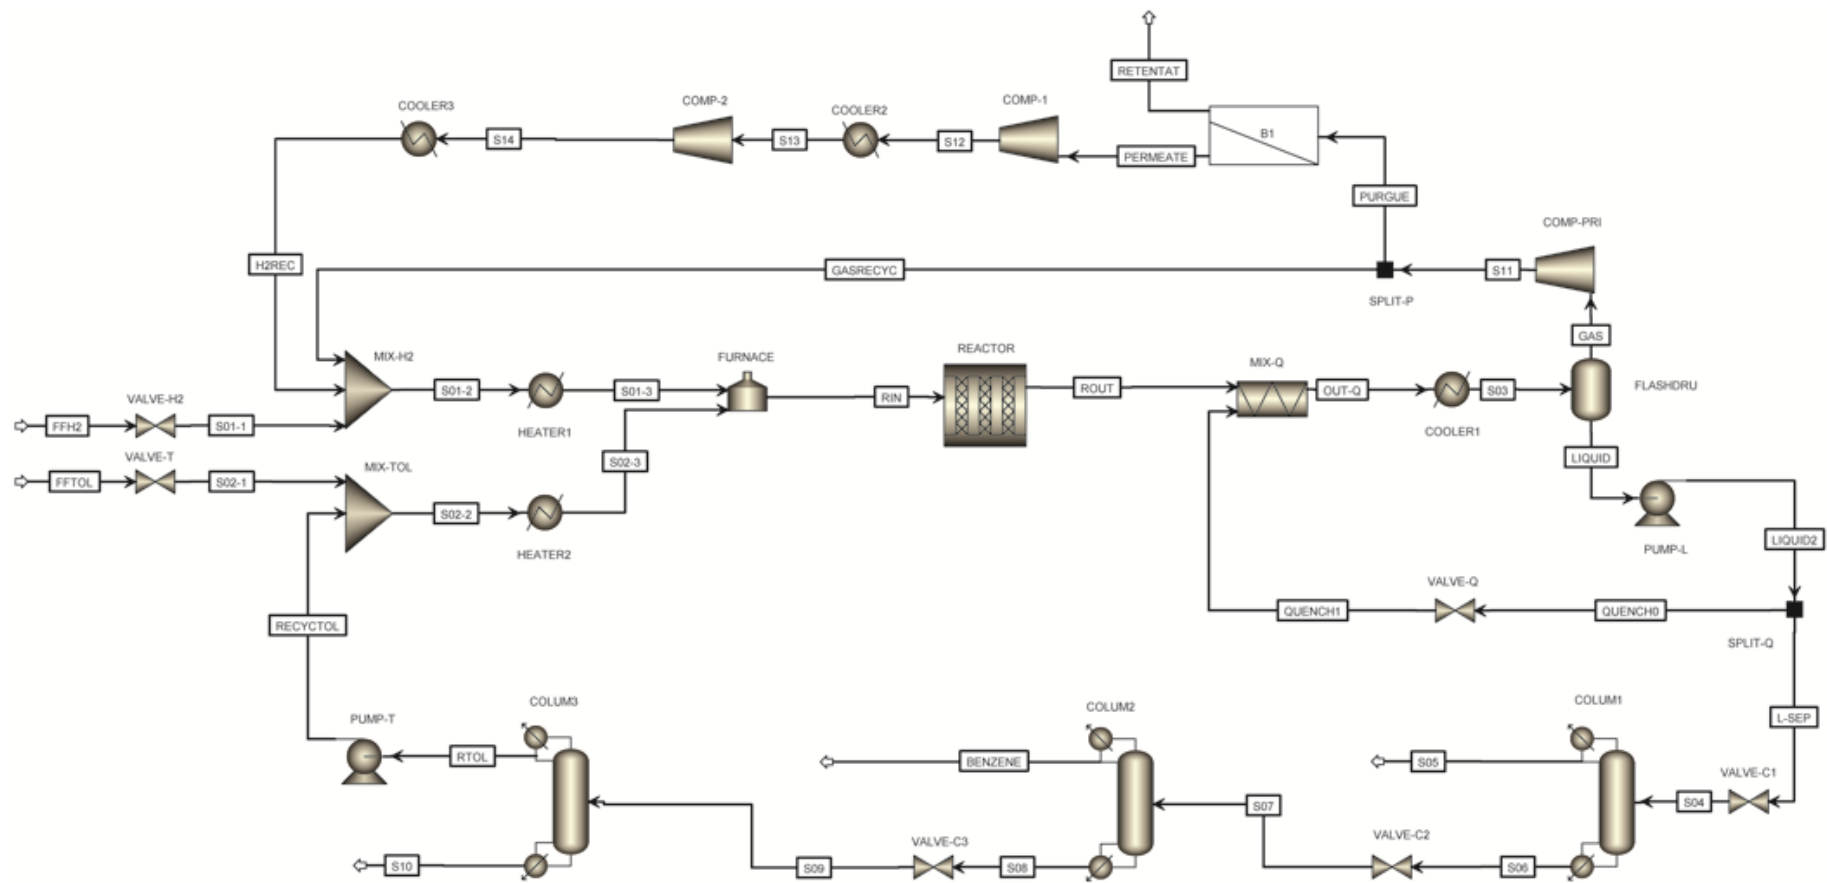 RETENTAT
COOLER3
COMP-2
COOLER2
COMP-1
B1
S14
S13
S12
PERMEATE
PURGUE
COMP-PRI
H2REC
GASRECYC
S11
SPLIT-P
GAS
MIX-H2
FURNACE
REACTOR
MIX-Q
FLASHDRU
S01-2
S01-3
RIN
ROUT
OUT-Q
S03
VALVE-H2
FFH2
S01-1
HEATER1
COOLER1
VALVE-T
MIX-TOL
S02-3
LIQUID
FFTOL
S02-1
S02-2
HEATER2
PUMP-L
LIQUID2
VALVE-Q
QUENCH1
QUENCH0
RECYCTOL
SPLIT-Q
COLUM3
COLUM2
COLUM1
PUMP-T
L-SEP
RTOL
BENZENE
S05
VALVE-C1
S04
S07
VALVE-C3
VALVE-C2
S10
S09
S08
S06